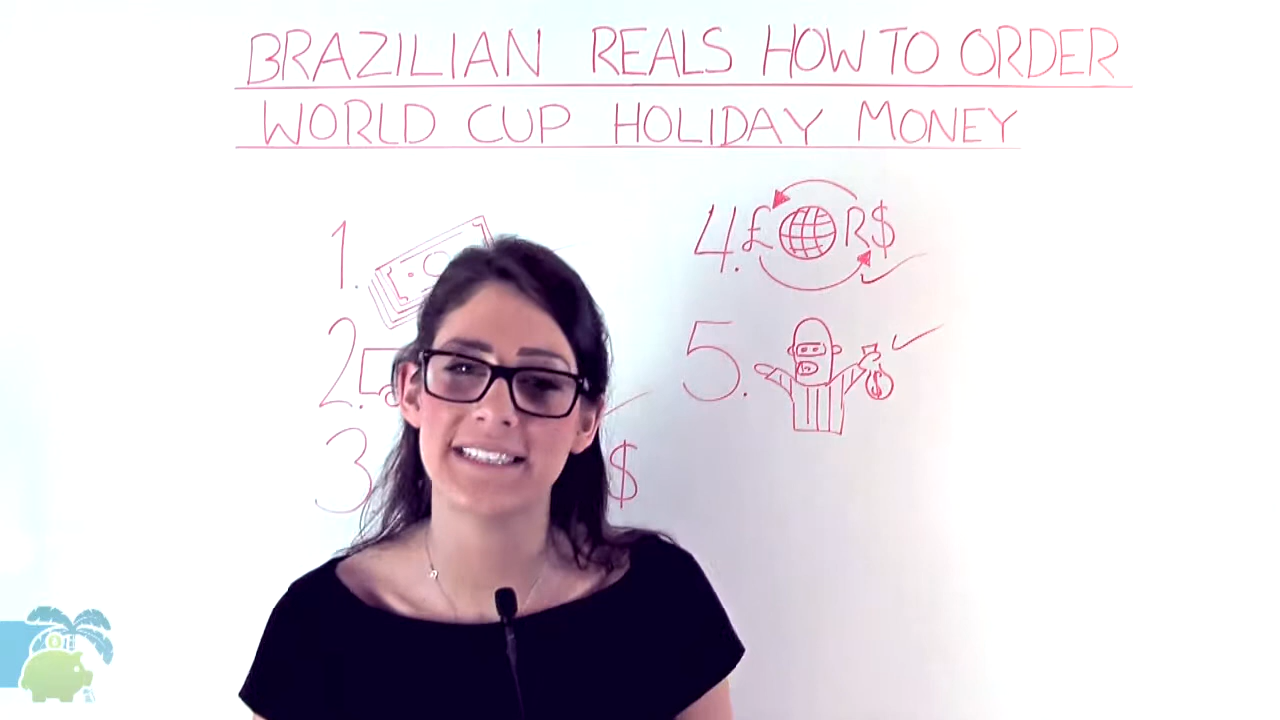 BRAZILIAN REALS HOW TO ORDER
WORLD CUP HOLIDAY MONEY
1.
2.
3
$
4. £ R$
5. $